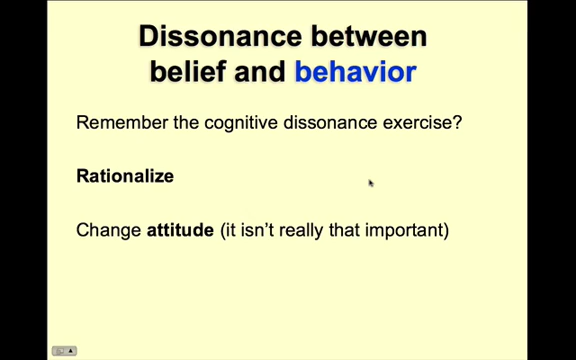 Dissonance between
belief and behavior
Remember the cognitive dissonance exercise?
Rationalize
Change attitude (it isn't really that important)